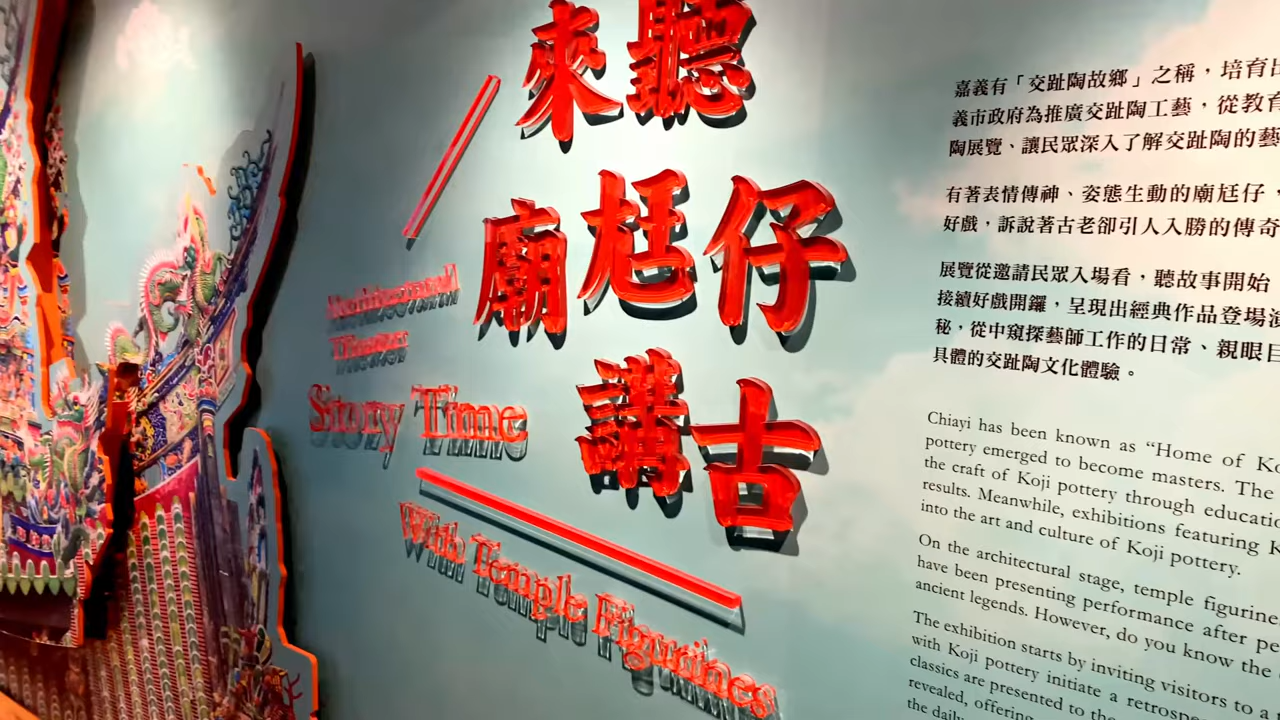 來聽
廟尪仔
講古
Architectural
Theater
Story Time
With Temple Figurines
嘉義有「交趾陶故鄉」之稱，培育
義市政府為推廣交趾陶工藝，從教育
陶展覽、讓民眾深入了解交趾陶的藝
有著表情傳神、姿態生動的廟尪仔，
好戲，訴說著古老卻引人入勝的傳奇
展覽從邀請民眾入場看，聽故事開始
接續好戲開鑼，呈現出經典作品登場
秘，從中窺探藝師工作的日常、親眼
具體的交趾陶文化體驗。
Chiayi has been known as “Home of
pottery emerged to become masters. The
the craft of Koji pottery through
results. Meanwhile, exhibitions featuring
into the art and culture of Koji pottery.
On the architectural stage, temple
have been presenting performance after
ancient legends. However, do you know the
The exhibition starts by inviting visitors to a
with Koji pottery initiate a
classics are presented to the
revealed, offering
the daily